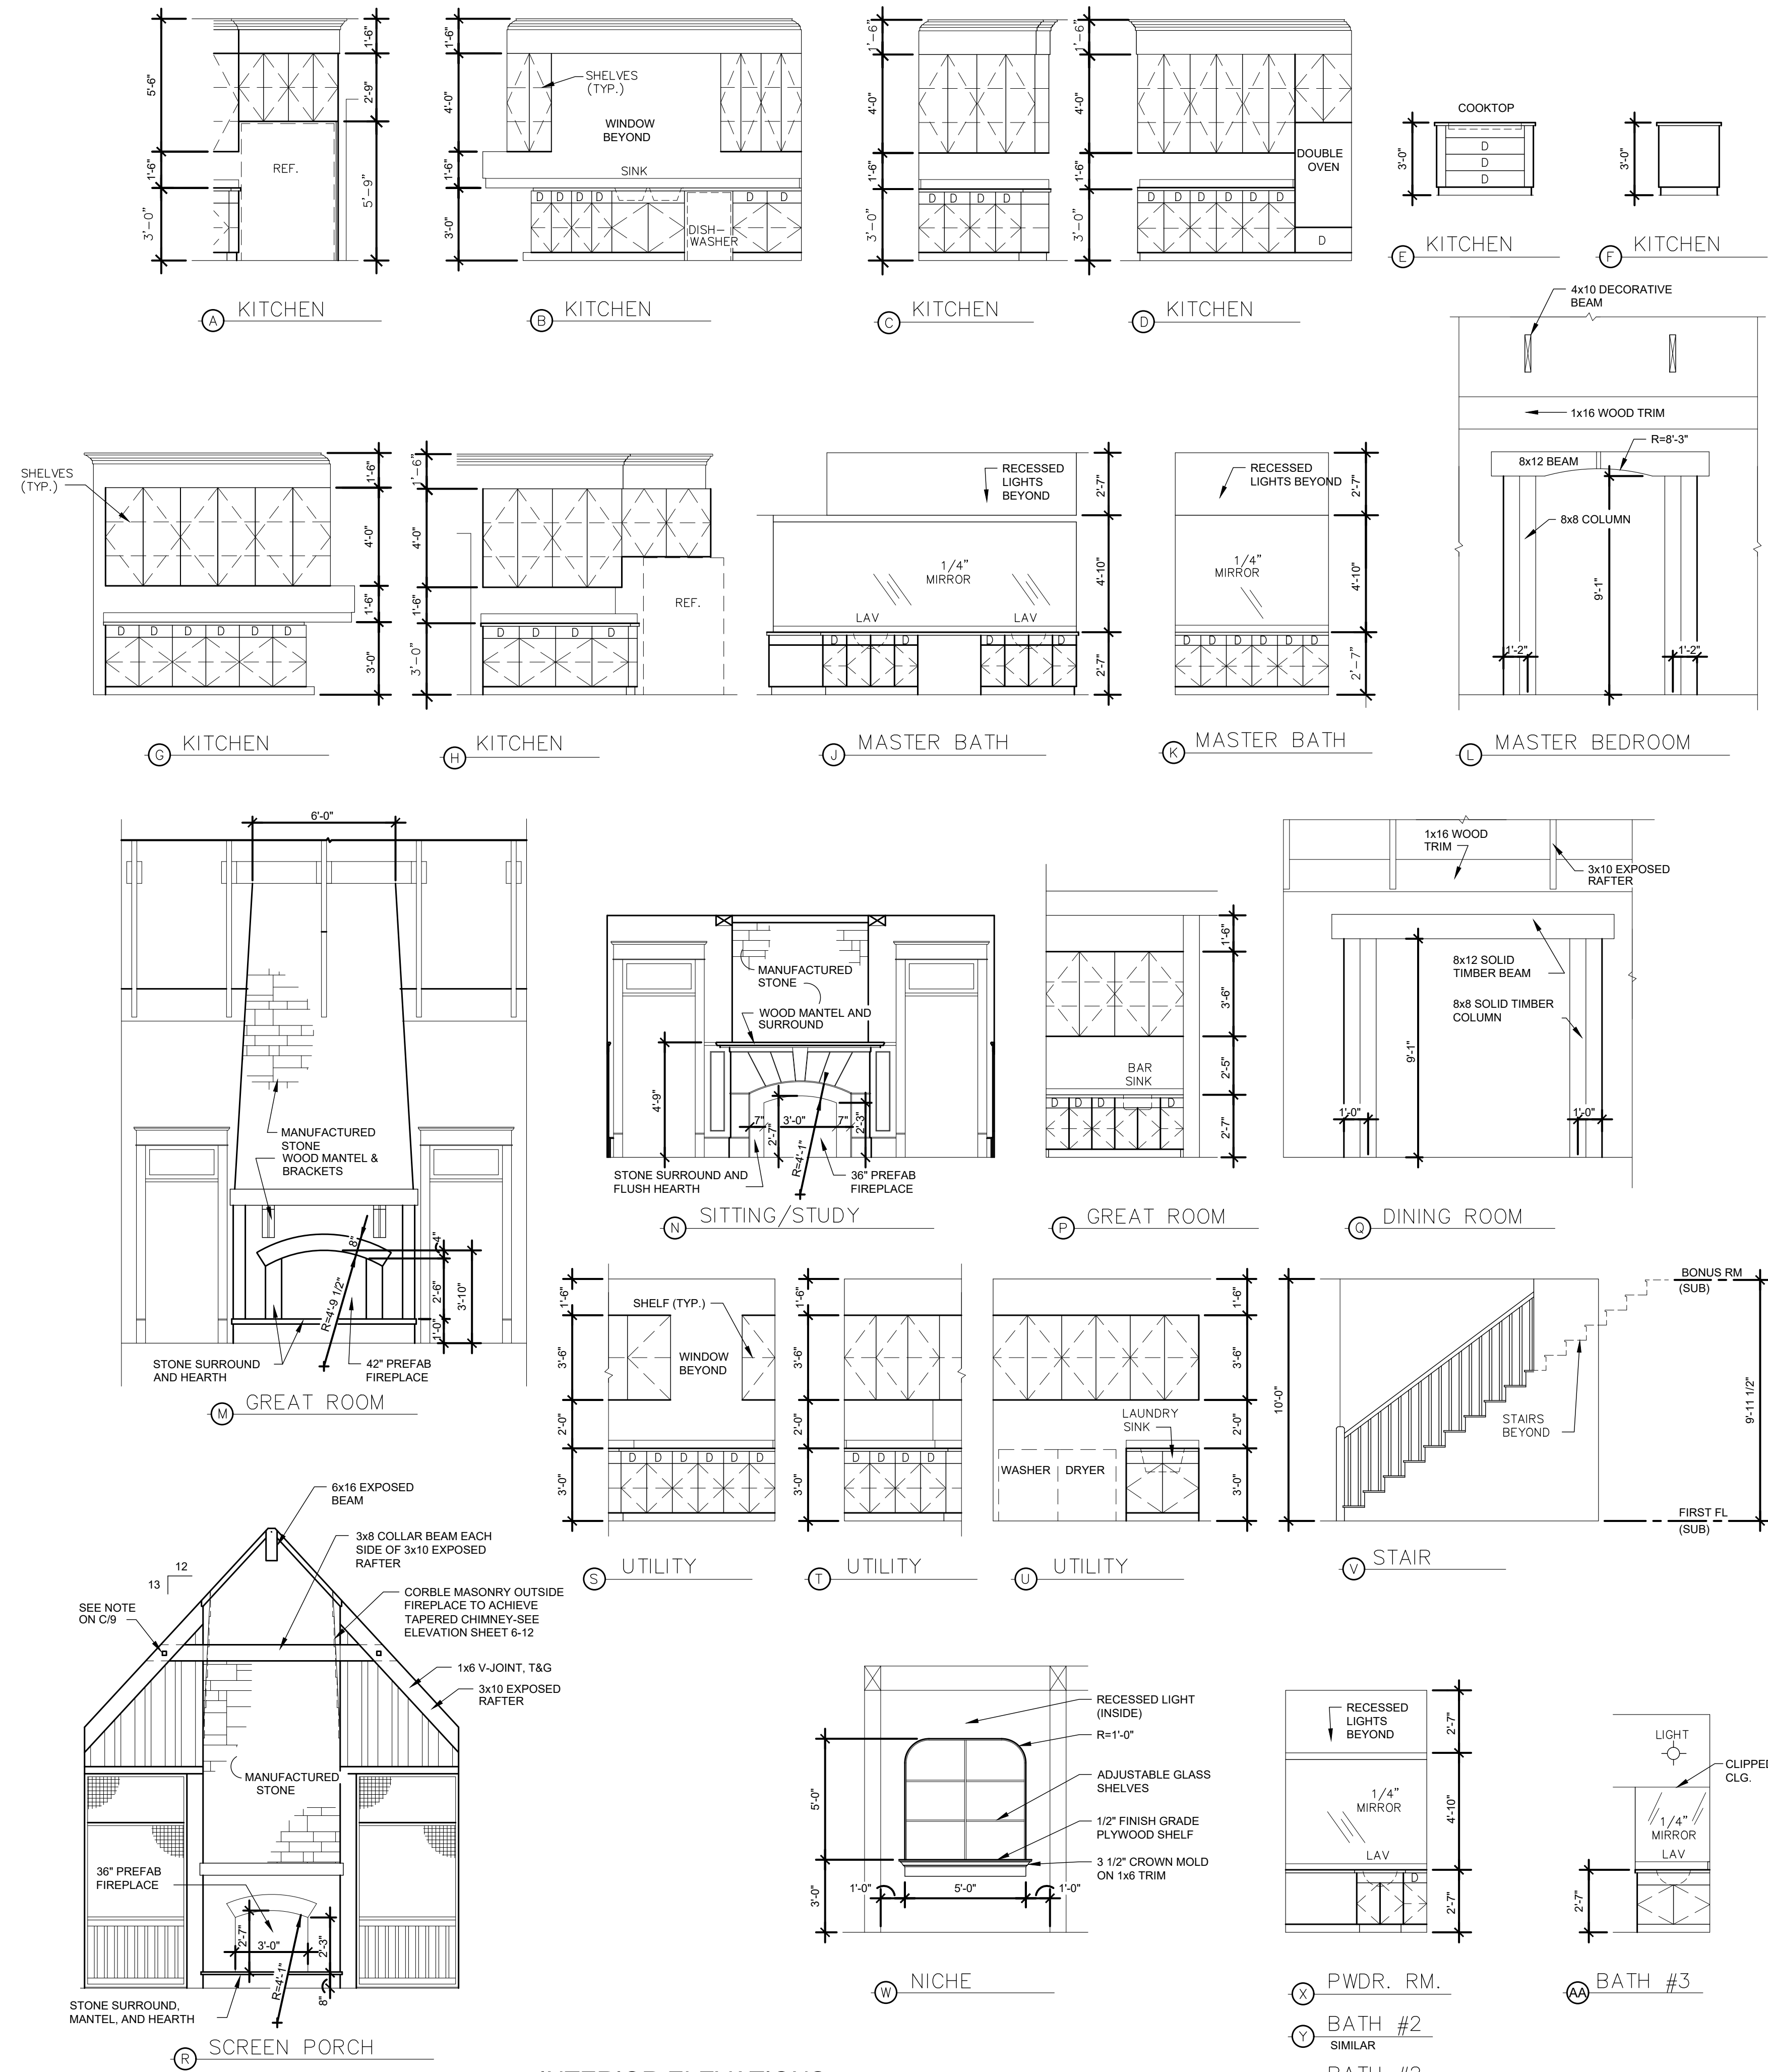 1'-6"
5'-6"
2'-9"
1'-6"
REF.
3'-0"
5'-9"
A KITCHEN
1'-6"
SHELVES
(TYP.)
4'-0"
WINDOW
BEYOND
1'-6"
SINK
D D D D D D
3'-0"
DISH-
WASHER
B KITCHEN
1'-6"
4'-0"
1'-6"
D D D D
3'-0"
C KITCHEN
1'-6"
4'-0"
DOUBLE
OVEN
1'-6"
D D D D D D
3'-0"
D
D KITCHEN
COOKTOP
3'-0"
D
D
D
E KITCHEN
3'-0"
F KITCHEN
SHELVES
(TYP.)
1'-6"
4'-0"
1'-6"
D D D D D D
3'-0"
G KITCHEN
1'-6"
4'-0"
1'-6"
REF.
D D D D
3'-0"
H KITCHEN
RECESSED
LIGHTS
BEYOND
2'-7"
1/4"
MIRROR
4'-10"
LAV LAV
D D D D D D
2'-7"
J MASTER BATH
RECESSED
LIGHTS BEYOND
2'-7"
1/4"
MIRROR
4'-10"
D D D D D D
2'-7"
K MASTER BATH
4x10 DECORATIVE
BEAM
1x16 WOOD TRIM
R=8'-3"
8x12 BEAM
8x8 COLUMN
9'-1"
1'-2" 1'-2"
L MASTER BEDROOM
6'-0"
MANUFACTURED
STONE
WOOD MANTEL &
BRACKETS
8"
4"
R=4'-9 1/2"
2'-6"
3'-10"
1'-0"
STONE SURROUND
AND HEARTH
42" PREFAB
FIREPLACE
M GREAT ROOM
MANUFACTURED
STONE
WOOD MANTEL AND
SURROUND
4'-9"
7" 3'-0" 7"
2'-7"
2'-3"
R=4'-1"
STONE SURROUND AND
FLUSH HEARTH
36" PREFAB
FIREPLACE
N SITTING/STUDY
1'-6"
3'-6"
BAR
SINK
2'-5"
D D D D D
2'-7"
P GREAT ROOM
1x16 WOOD
TRIM
3x10 EXPOSED
RAFTER
8x12 SOLID
TIMBER BEAM
8x8 SOLID TIMBER
COLUMN
9'-1"
1'-0" 1'-0"
Q DINING ROOM
1'-6"
SHELF (TYP.)
3'-6"
WINDOW
BEYOND
2'-0"
D D D D D D
3'-0"
S UTILITY
1'-6"
3'-6"
2'-0"
D D D D
3'-0"
T UTILITY
1'-6"
3'-6"
LAUNDRY
SINK
2'-0"
WASHER DRYER
3'-0"
U UTILITY
BONUS RM
(SUB)
10'-0"
9'-11 1/2"
STAIRS
BEYOND
FIRST FL
(SUB)
V STAIR
6x16 EXPOSED
BEAM
3x8 COLLAR BEAM EACH
SIDE OF 3x10 EXPOSED
RAFTER
12
13
CORBLE MASONRY OUTSIDE
FIREPLACE TO ACHIEVE
TAPERED CHIMNEY-SEE
ELEVATION SHEET 6-12
SEE NOTE
ON C/9
1x6 V-JOINT, T&G
3x10 EXPOSED
RAFTER
MANUFACTURED
STONE
36" PREFAB
FIREPLACE
2'-7"
3'-0"
2'-3"
R=4'-1"
8"
STONE SURROUND,
MANTEL, AND HEARTH
R SCREEN PORCH
RECESSED LIGHT
(INSIDE)
R=1'-0"
5'-0"
ADJUSTABLE GLASS
SHELVES
1/2" FINISH GRADE
PLYWOOD SHELF
3 1/2" CROWN MOLD
ON 1x6 TRIM
1'-0" 5'-0" 1'-0"
3'-0"
W NICHE
RECESSED
LIGHTS
BEYOND
2'-7"
1/4"
MIRROR
4'-10"
LAV
D
2'-7"
X PWDR. RM.
Y BATH #2
SIMILAR
LIGHT
CLIPPED
CLG.
1/4"
MIRROR
LAV
2'-7"
AA BATH #3